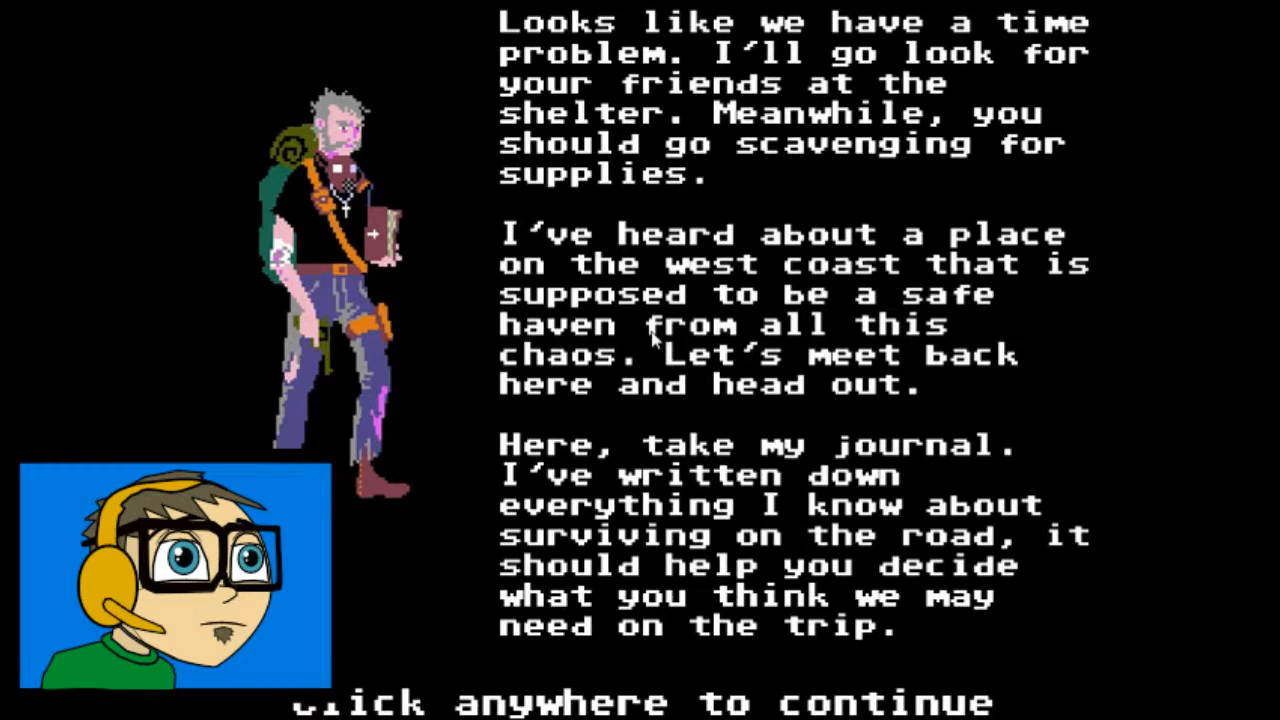 Looks like we have a time
problem. I'll go look for
your friends at the
shelter. Meanwhile, you
should go scavenging for
supplies.
I've heard about a place
on the west coast that is
supposed to be a safe
haven from all this
chaos. Let's meet back
here and head out.
Here, take my journal.
I've written down
everything I know about
surviving on the road, it
should help you decide
what you think we may
need on the trip.
Click anywhere to continue